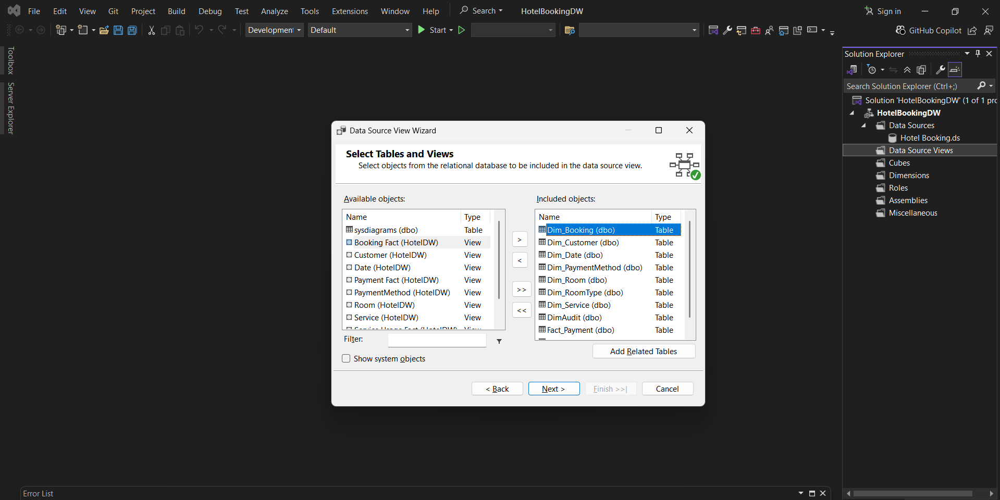 File Edit View Git Project Build Debug Test Analyze Tools Extensions Window Help Search HotelBookingDW Sign in
Development Default Start GitHub Copilot
Toolbox
Server Explorer
Data Source View Wizard
Select Tables and Views
Select objects from the relational database to be included in the data source view.
Available objects:
Name Type
sysdiagrams (dbo) Table
Booking Fact (HotelDW) View
Customer (HotelDW) View
Date (HotelDW) View
Payment Fact (HotelDW) View
PaymentMethod (HotelDW) View
Room (HotelDW) View
Service (HotelDW) View
Service Usage Fact (HotelDW) View
Filter:
Show system objects
>
<
>>
<<
Included objects:
Name Type
Dim_Booking (dbo) Table
Dim_Customer (dbo) Table
Dim_Date (dbo) Table
Dim_PaymentMethod (dbo) Table
Dim_Room (dbo) Table
Dim_RoomType (dbo) Table
Dim_Service (dbo) Table
DimAudit (dbo) Table
Fact_Payment (dbo) Table
Add Related Tables
< Back Next > Finish >>| Cancel
Solution Explorer
Search Solution Explorer (Ctrl+;)
Solution 'HotelBookingDW' (1 of 1 prc
HotelBookingDW
Data Sources
Hotel Booking.ds
Data Source Views
Cubes
Dimensions
Roles
Assemblies
Miscellaneous
Error List